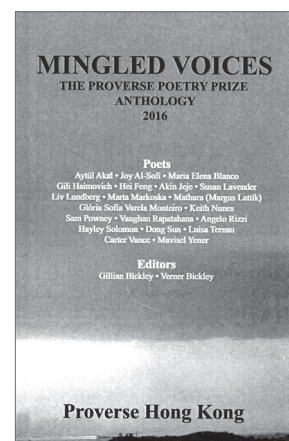 MINGLED VOICES
THE PROVERSE POETRY PRIZE
ANTHOLOGY
2016
Poets
Aytül Akal • Joy Al-Sofi • Maria Elena Blanco
Gili Haimovich • Hei Feng • Akin Jeje • Susan Lavender
Liv Lundberg • Marta Markoska • Mathura (Margus Lattik)
Glória Sofia Varela Monteiro • Keith Nunes
Sam Powney • Vaughan Rapatahana • Angelo Rizzi
Hayley Solomon • Dong Sun • Luisa Ternau
Carter Vance • Mavisel Yener
Editors
Gillian Bickley • Verner Bickley
Proverse Hong Kong